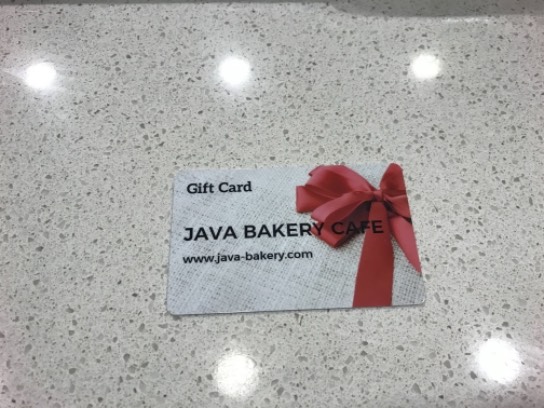 Gift Card
JAVA BAKERY CAFE
www.java-bakery.com